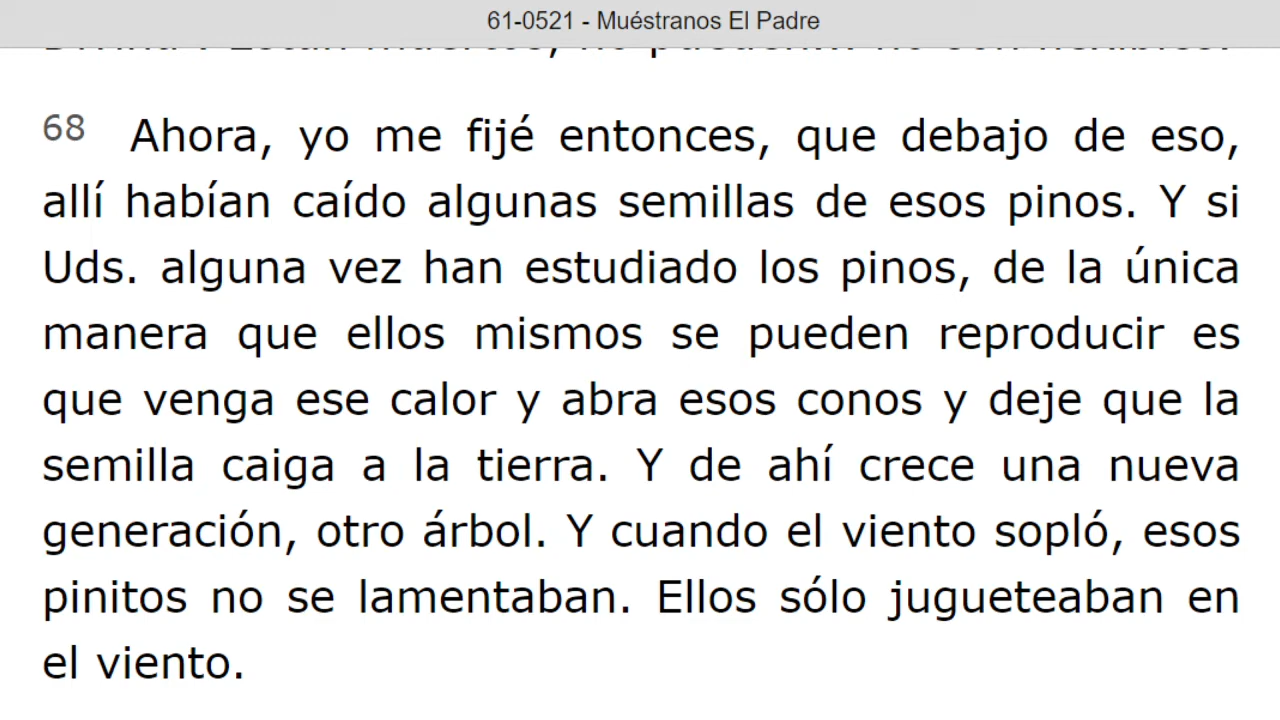 61-0521 - Muéstranos El Padre
68 Ahora, yo me fijé entonces, que debajo de eso,
allí habían caído algunas semillas de esos pinos. Y si
Uds. alguna vez han estudiado los pinos, de la única
manera que ellos mismos se pueden reproducir es
que venga ese calor y abra esos conos y deje que la
semilla caiga a la tierra. Y de ahí crece una nueva
generación, otro árbol. Y cuando el viento sopló, esos
pinitos no se lamentaban. Ellos sólo jugueteaban en
el viento.